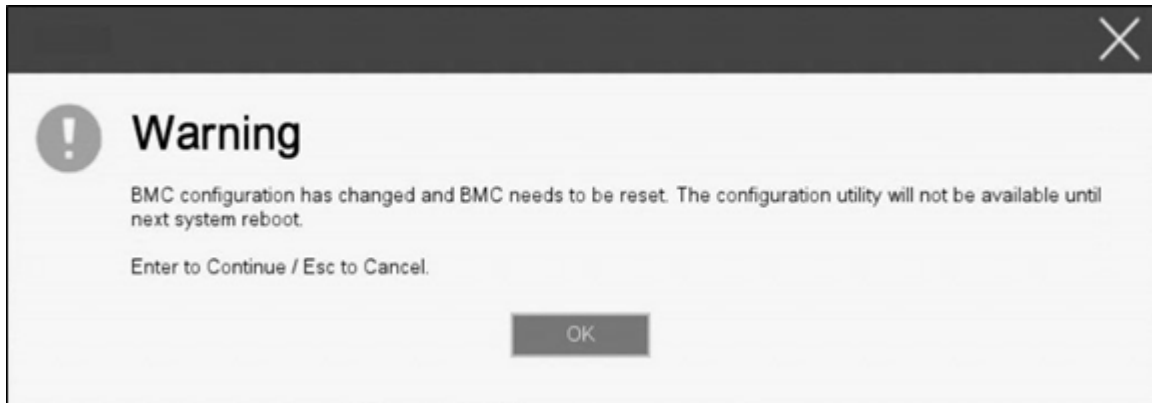 Warning
BMC configuration has changed and BMC needs to be reset. The configuration utility will not be available until
next system reboot.
Enter to Continue / Esc to Cancel.
OK